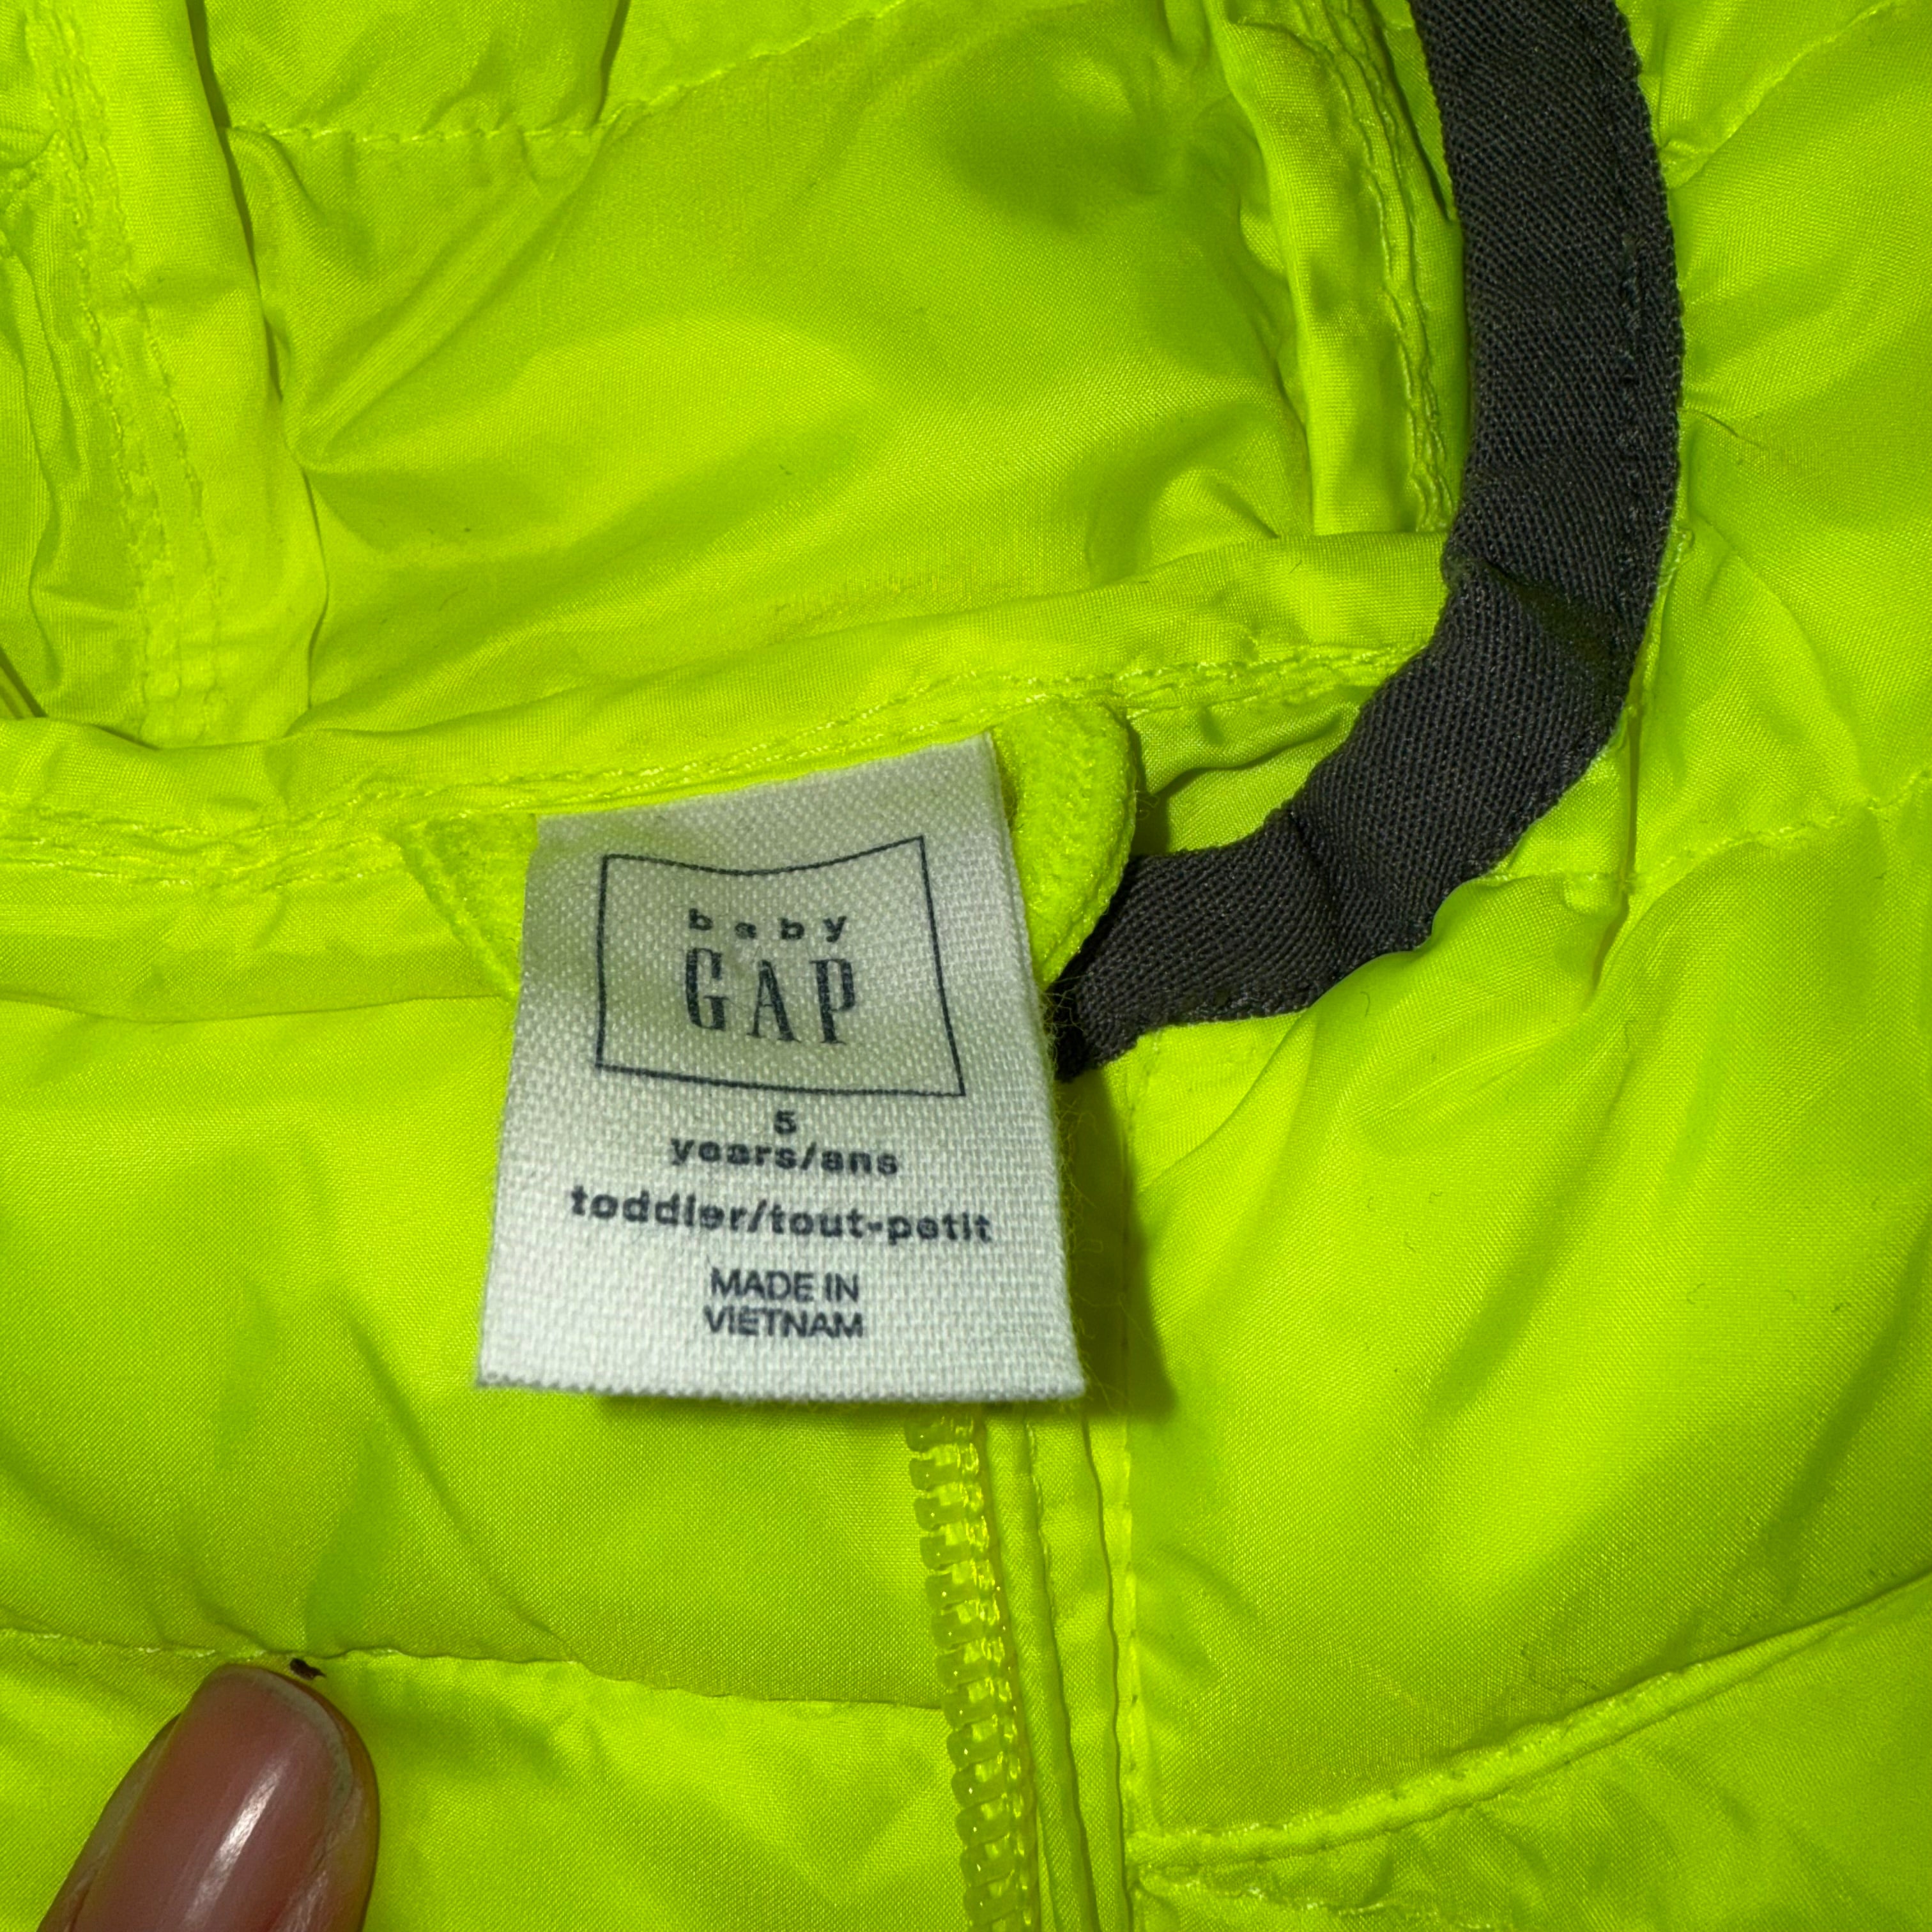 baby
GAP
5
years/ans
toddler/tout-petit
MADE IN
VIETNAM